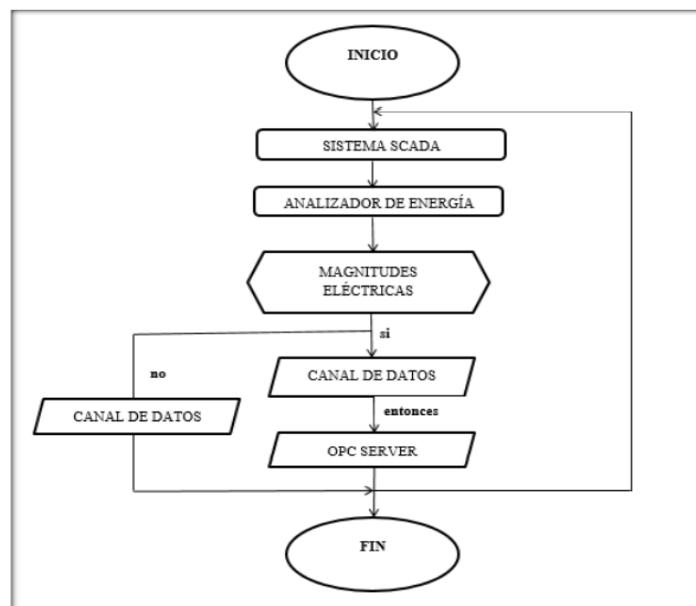 INICIO
SISTEMA SCADA
ANALIZADOR DE ENERGÍA
MAGNITUDES
ELÉCTRICAS
si
no
CANAL DE DATOS
CANAL DE DATOS
entonces
OPC SERVER
FIN